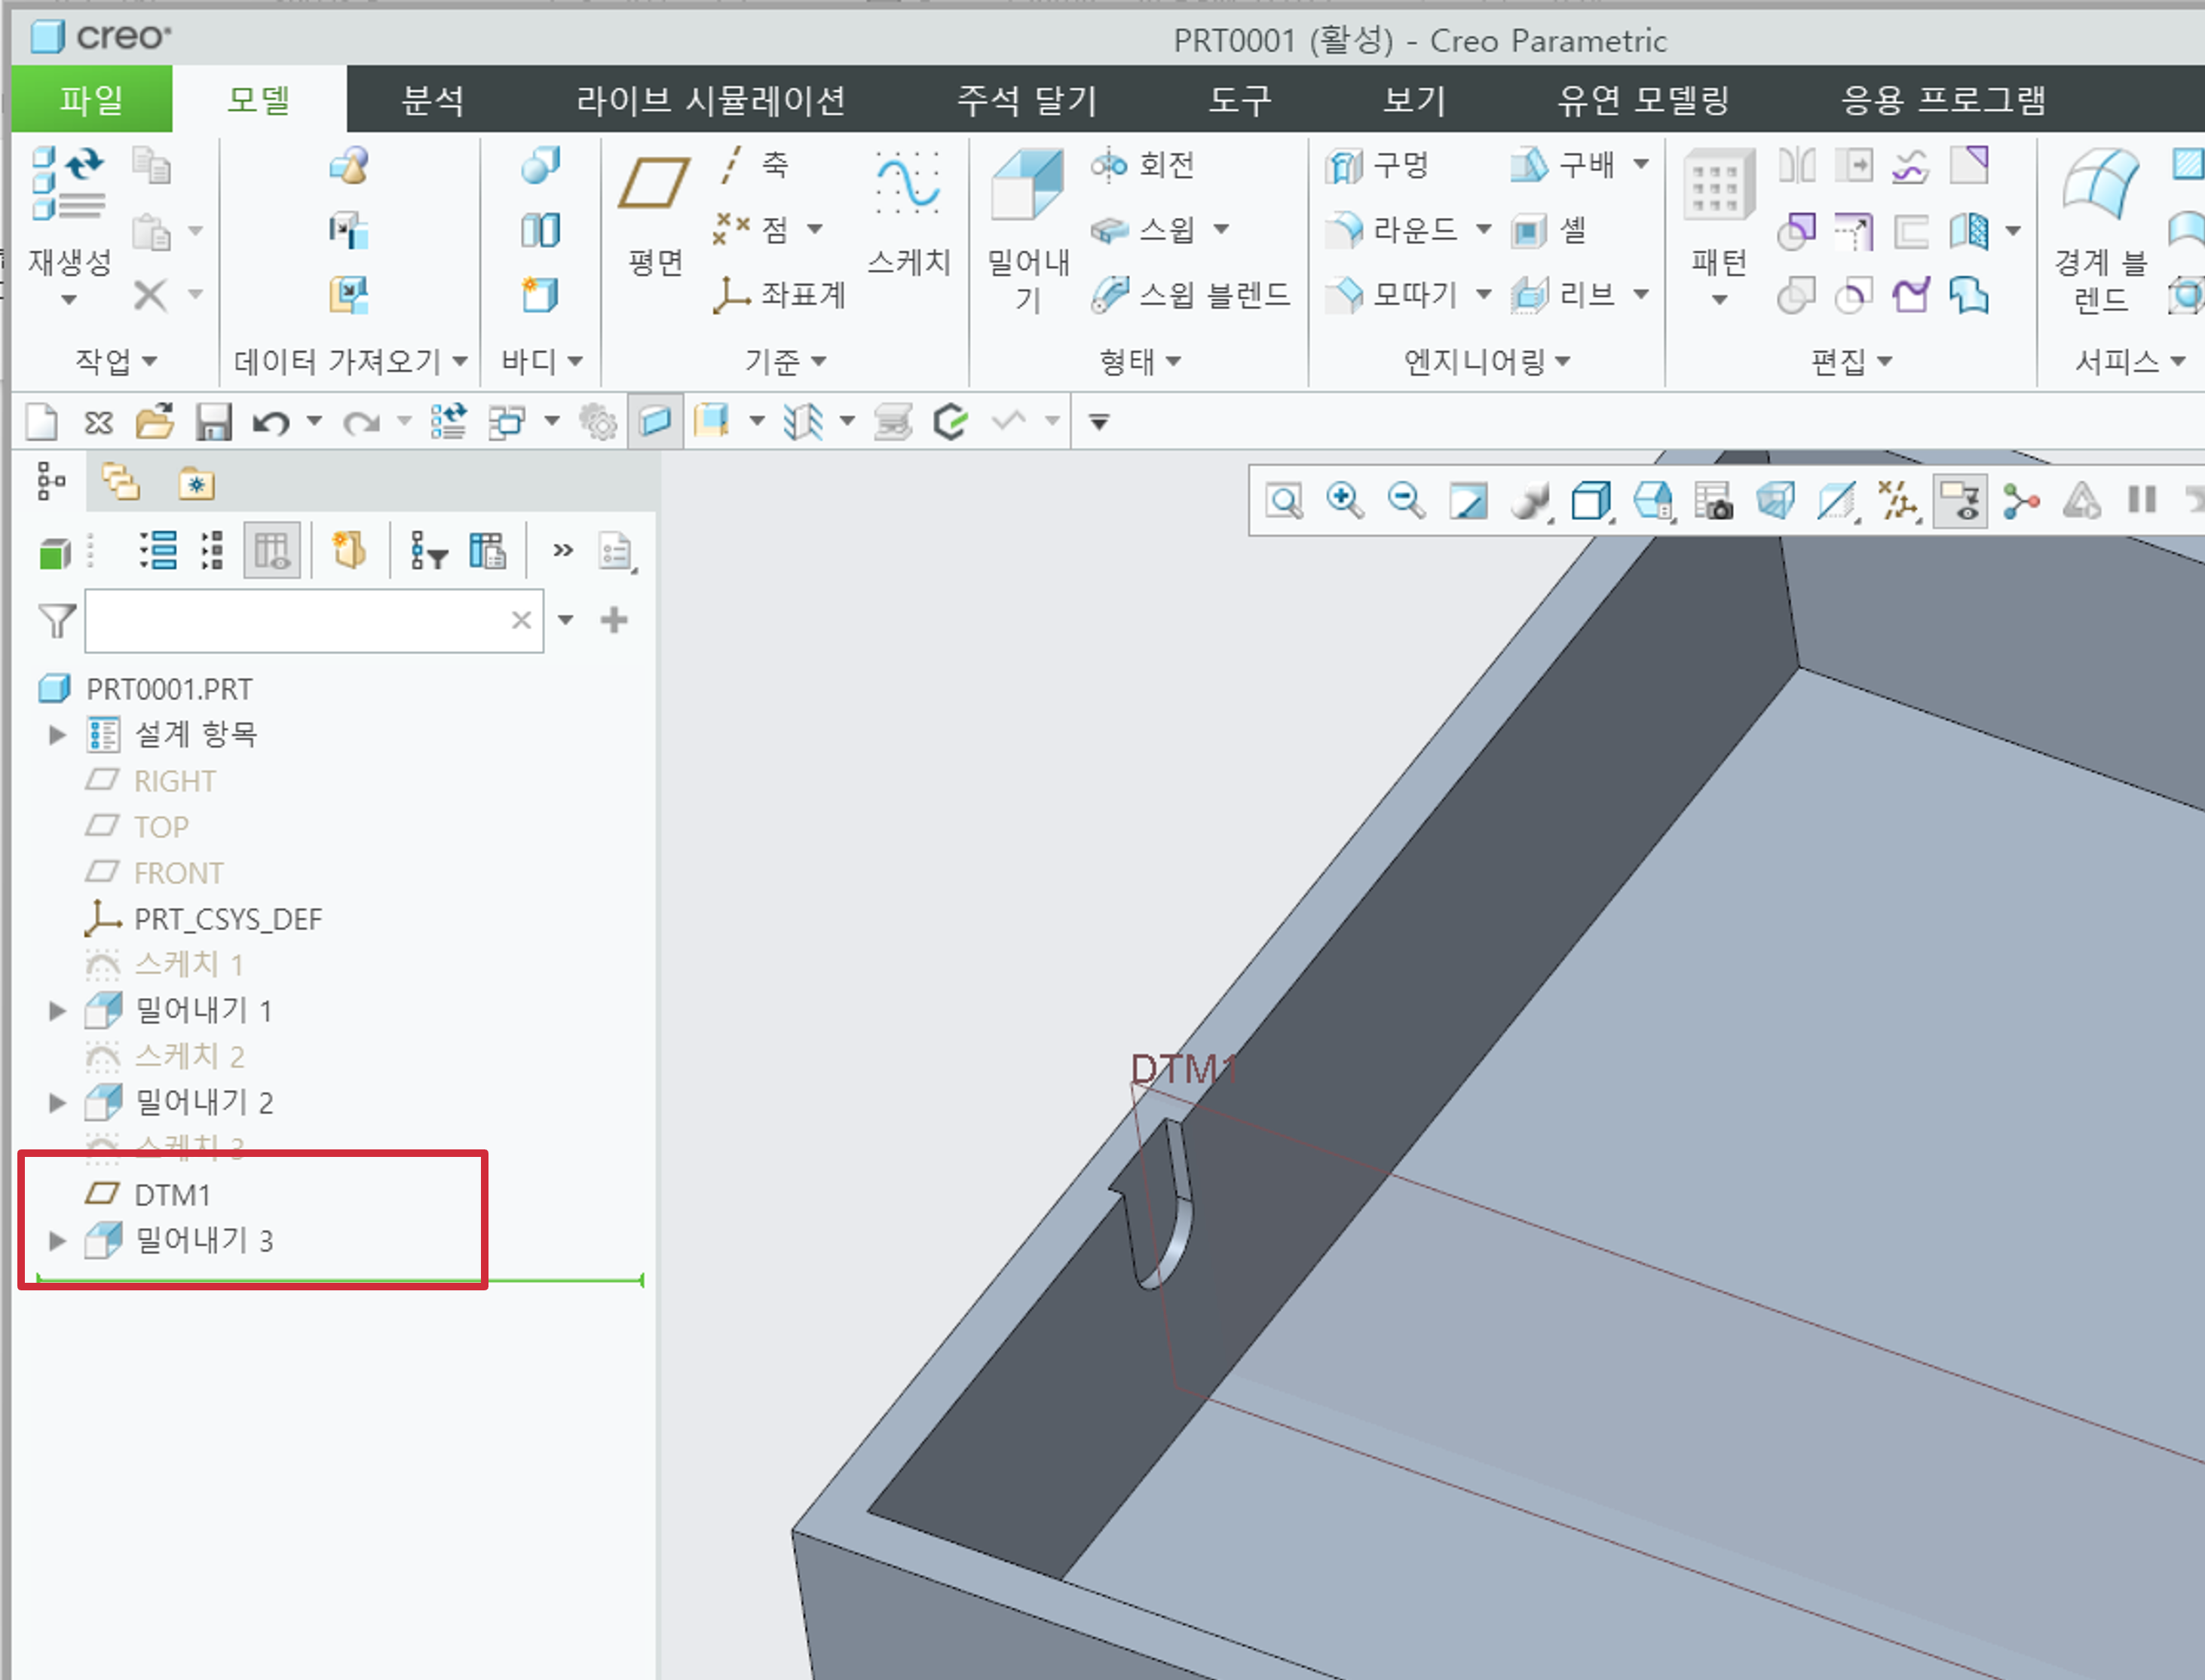 creo
PRT0001 (활성) - Creo Parametric
파일 모델 분석 라이브 시뮬레이션 주석 달기 도구 보기 유연 모델링 응용 프로그램
재생성
작업
데이터 가져오기
바디
평면
축
점
좌표계
스케치
기준
밀어내
기
회전
스윕
스윕 블렌드
형태
구멍
라운드
모따기
구배
셸
리브
엔지니어링
패턴
편집
경계 블
렌드
서피스
PRT0001.PRT
설계 항목
RIGHT
TOP
FRONT
PRT_CSYS_DEF
스케치 1
밀어내기 1
스케치 2
밀어내기 2
스케치 3
DTM1
밀어내기 3
DTM1